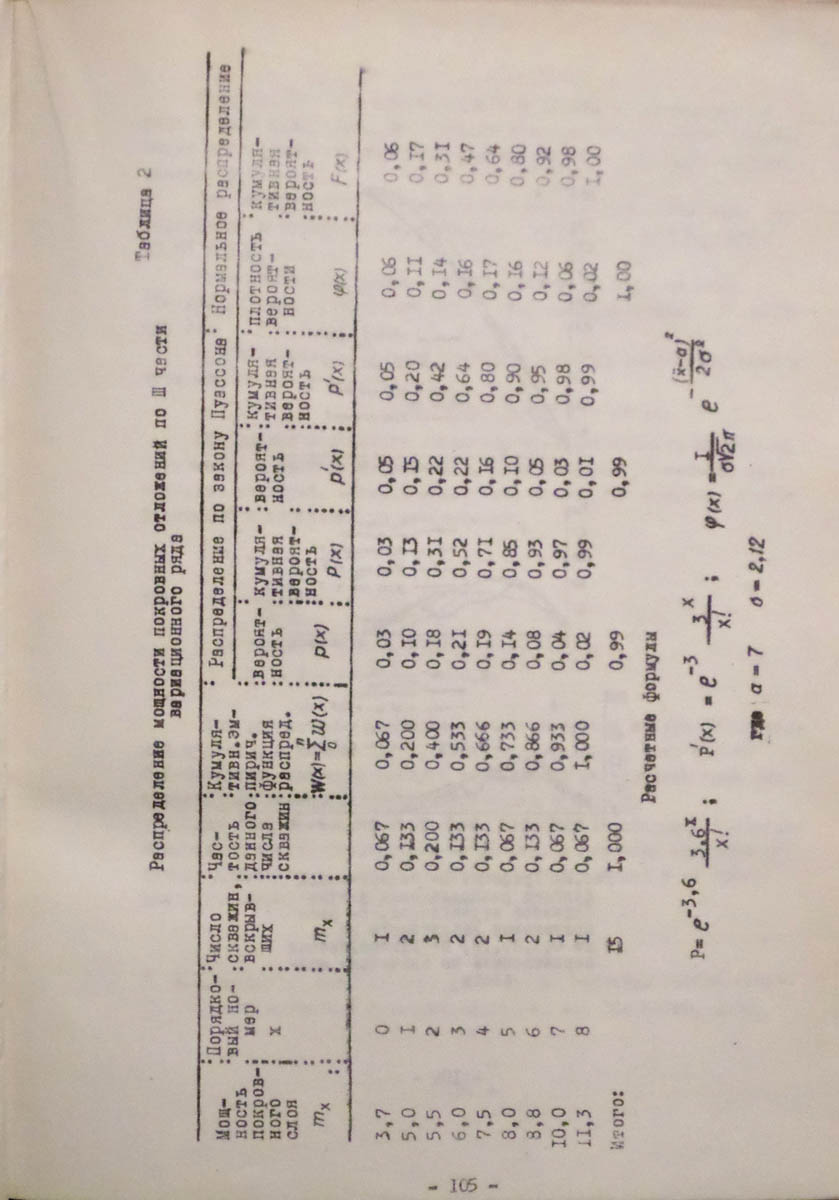 Таблица 2
Распределение мощности покровных отложений по Ш части
вариационного ряда
Мощ- : Порядко- : Число : Час- : Кумуля- : Распределение по закону Пуассона : Нормальное распределение
ность : вый но- : скважин, : тость : тивн.эм- : вероят- : кумуля- : вероят- : кумуля- : плотность : кумуля-
покров- : мер : вскрыв- : данного : пирич. : ность : тивная : ность : тивная : вероят- : тивная
ного : x : ших : числа : функция : вероят- : вероят- : ности : вероят-
слоя : скважин : распред. : ность : ность : ность
mx : mx : W(x)=∑ⁿ₀ W(x) : p(x) : P(x) : p′(x) : P′(x) : φ(x) : F(x)
3,7 0 I 0,067 0,067 0,03 0,03 0,05 0,05 0,06 0,06
5,0 I 2 0,I33 0,200 0,I0 0,I3 0,I5 0,20 0,II 0,I7
5,5 2 3 0,200 0,400 0,I8 0,3I 0,22 0,42 0,I4 0,3I
6,0 3 2 0,I33 0,533 0,2I 0,52 0,22 0,64 0,I6 0,47
7,5 4 2 0,I33 0,666 0,I9 0,7I 0,I6 0,80 0,I7 0,64
8,0 5 I 0,067 0,733 0,I4 0,85 0,I0 0,90 0,I6 0,80
8,8 6 2 0,I33 0,866 0,08 0,93 0,05 0,95 0,I2 0,92
I0,0 7 I 0,067 0,933 0,04 0,97 0,03 0,98 0,06 0,98
II,3 8 I 0,067 I,000 0,02 0,99 0,0I 0,99 0,02 I,00
Итого: I5 I,000 0,99 0,99 I,00
Расчетные формулы
P= e^-3,6 3,6^x/x! ; P′(x) = e^-3 3^x/x! ; φ(x) = I/σ√2π e^-(x-a)²/2σ²
где a = 7 σ = 2,12
- I05 -